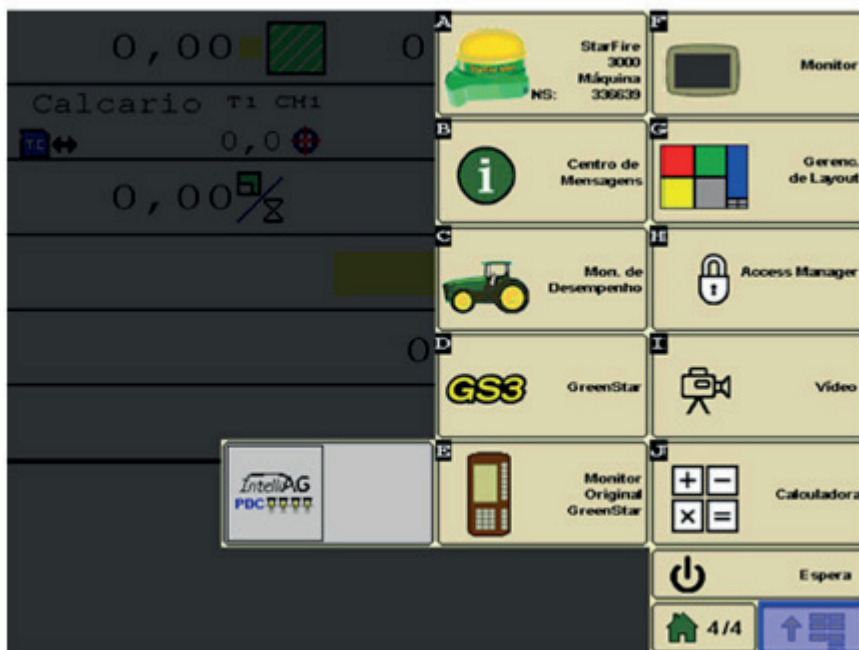 0,00
0
Calcario T1 CH1
T.C
0,0
0,00
0
A
StarFire
3000
Máquina
NS: 336639
B
Centro de
Mensagens
C
Mon. de
Desempenho
D
GS3
GreenStar
IntelliAG
PDC
E
Monitor
Original
GreenStar
F
Monitor
G
Gerenc.
de Layout
H
Access Manager
I
Vídeo
J
Calculadora
Espera
4/4